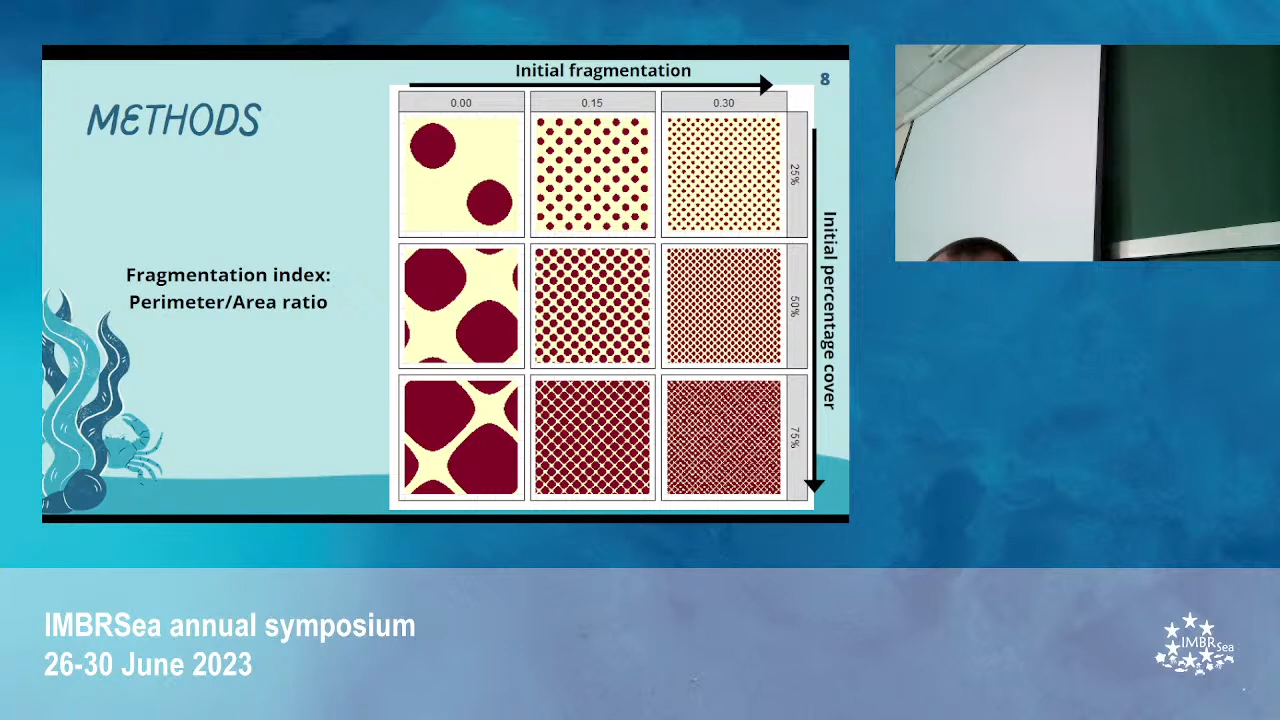 Initial fragmentation
8
METHODS
0.00
0.15
0.30
25%
Fragmentation index:
Perimeter/Area ratio
50%
Initial percentage cover
75%
IMBRSea annual symposium
26-30 June 2023
IMBRSea